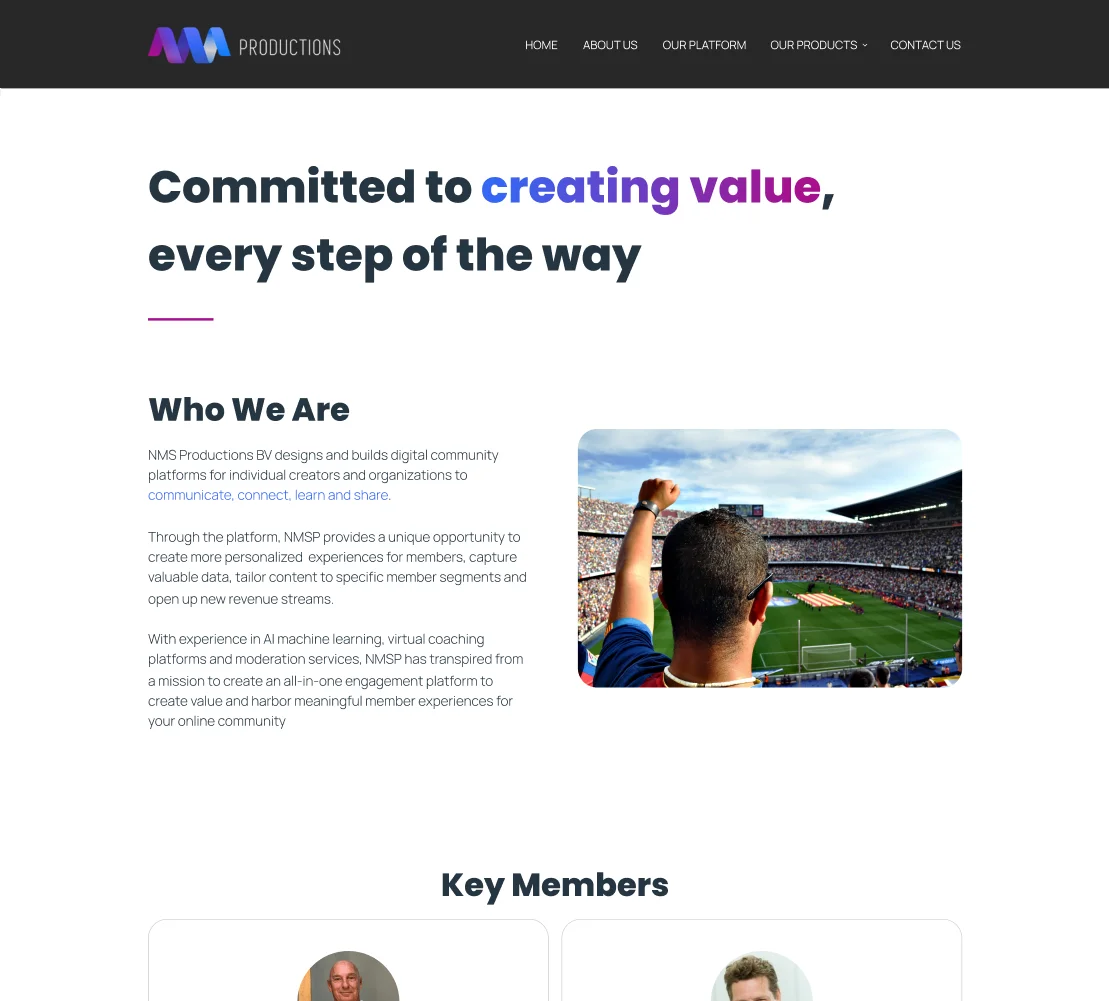 PRODUCTIONS
HOME ABOUT US OUR PLATFORM OUR PRODUCTS CONTACT US
Committed to creating value,
every step of the way
Who We Are
NMS Productions BV designs and builds digital community
platforms for individual creators and organizations to
communicate, connect, learn and share.
Through the platform, NMSP provides a unique opportunity to
create more personalized  experiences for members, capture
valuable data, tailor content to specific member segments and
open up new revenue streams.
With experience in AI machine learning, virtual coaching
platforms and moderation services, NMSP has transpired from
a mission to create an all-in-one engagement platform to
create value and harbor meaningful member experiences for
your online community
Key Members